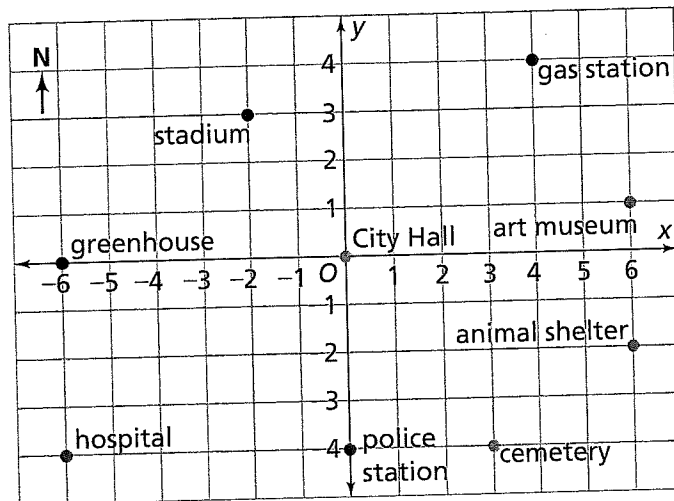 y
N
4
gas station
3
stadium
2
1
greenhouse
City Hall
art museum
x
−6 −5 −4 −3 −2 −1 O 1 2 3 4 5 6
−1
animal shelter
−2
−3
hospital
−4
police
station
cemetery